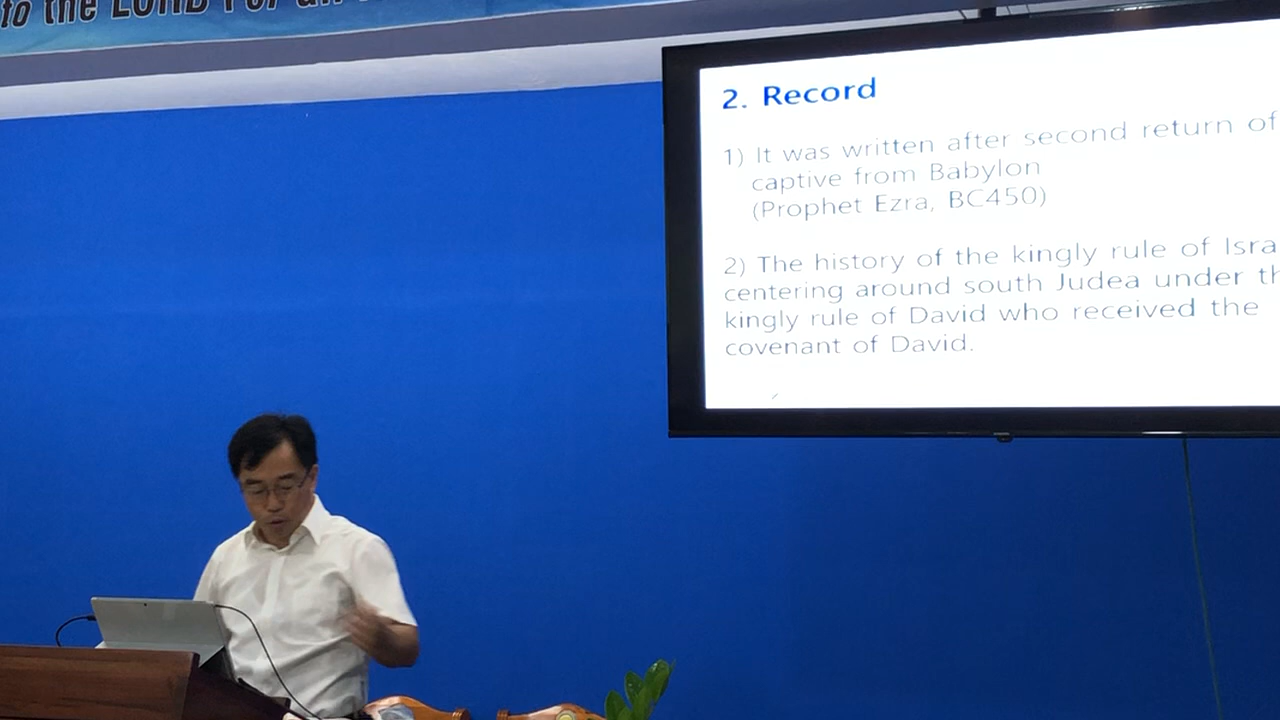 to the LORD For
2. Record
1) It was written after second return of
captive from Babylon
(Prophet Ezra, BC450)
2) The history of the kingly rule of
centering around south Judea under
kingly rule of David who received the
covenant of David.